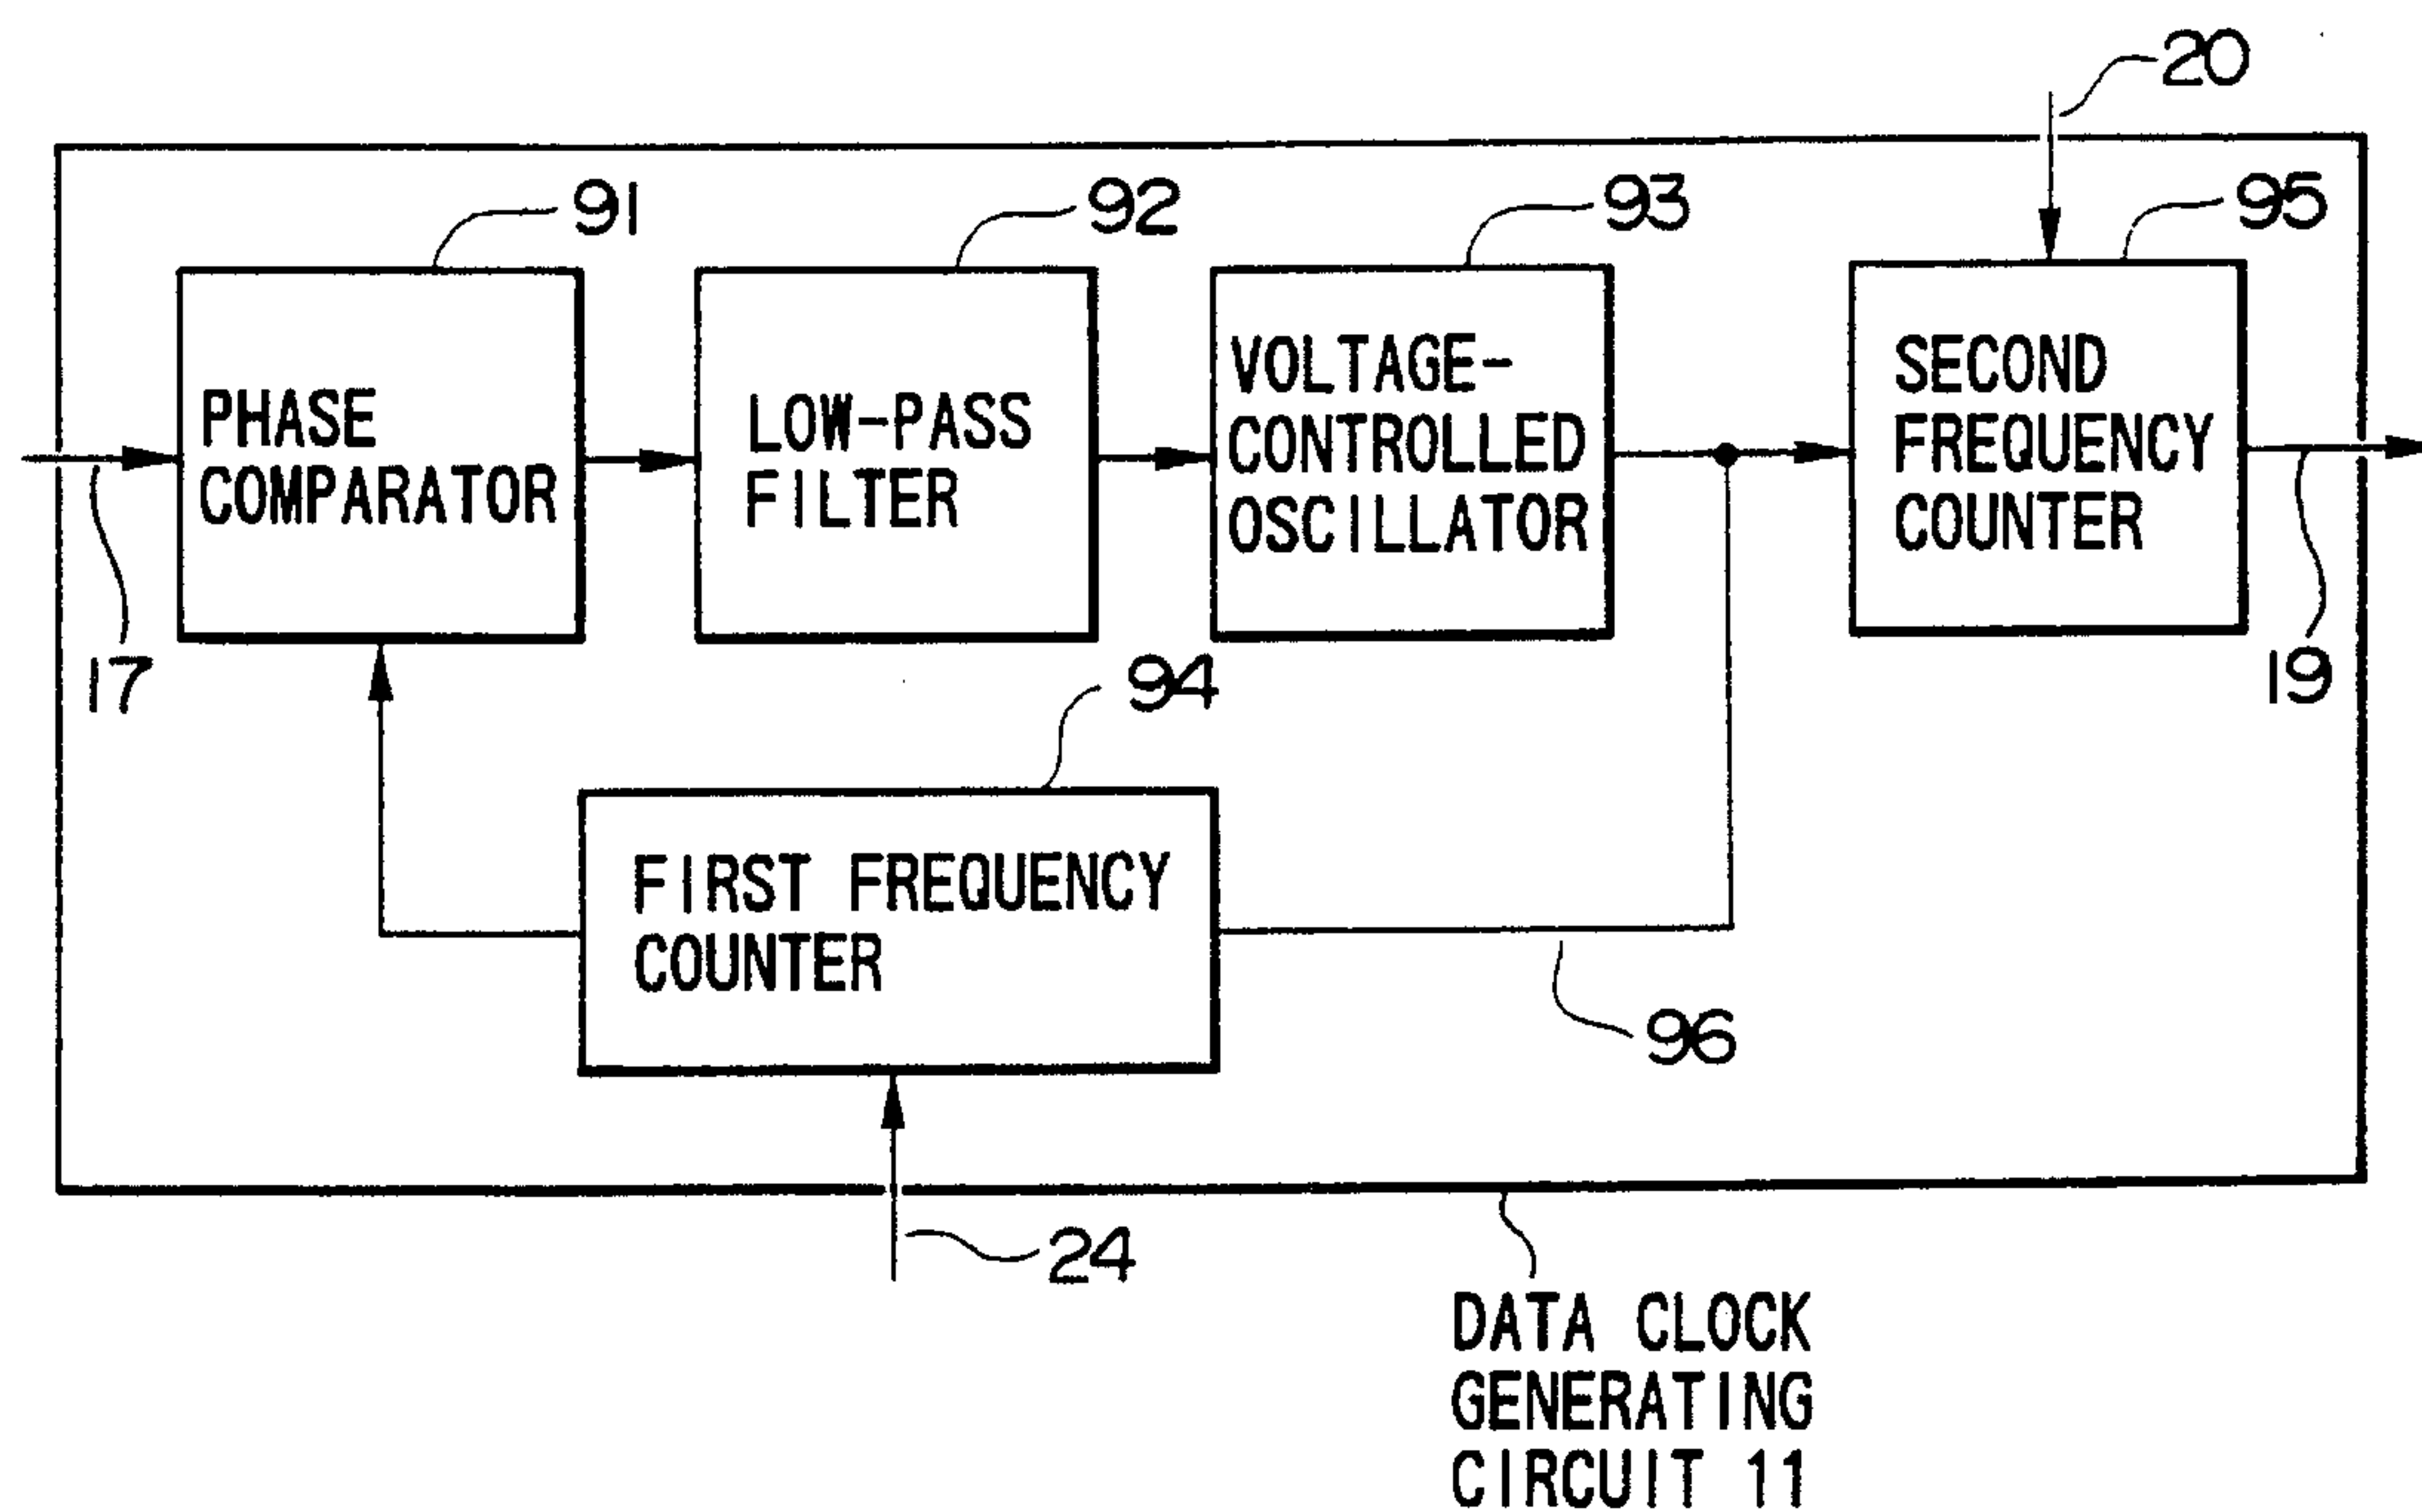 20
91
92
93
95
PHASE
COMPARATOR
LOW-PASS
FILTER
VOLTAGE-
CONTROLLED
OSCILLATOR
SECOND
FREQUENCY
COUNTER
17
94
19
FIRST FREQUENCY
COUNTER
96
24
DATA CLOCK
GENERATING
CIRCUIT 11